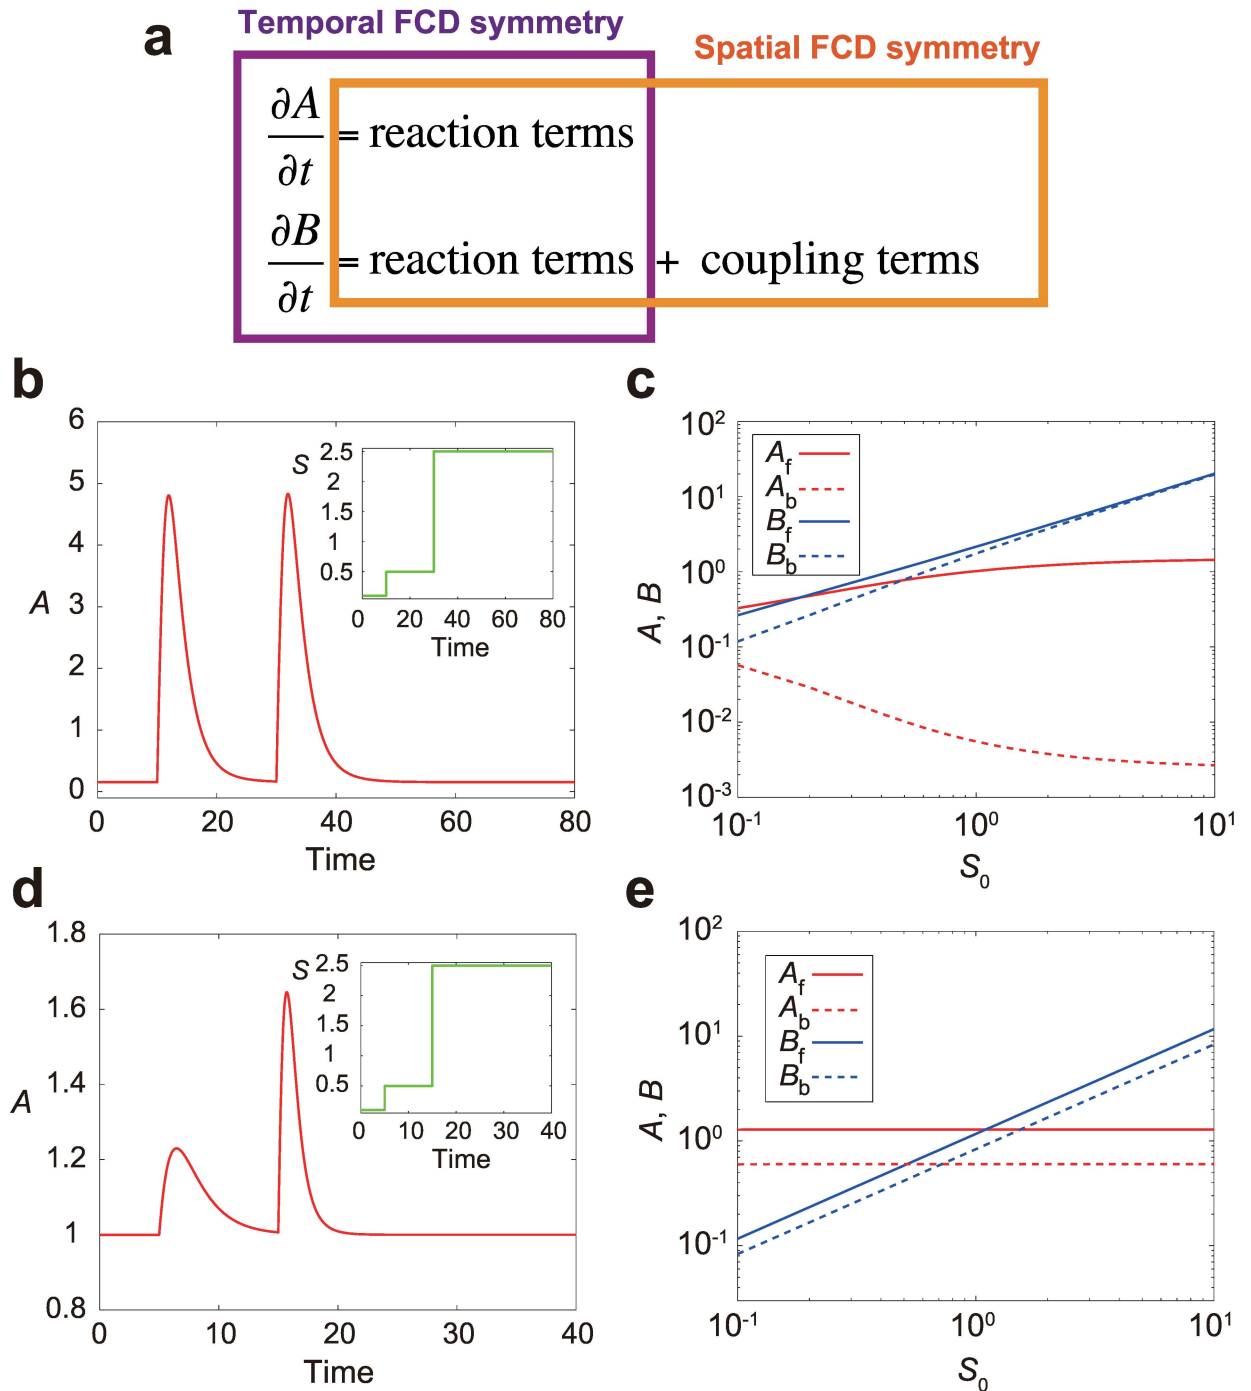 a
Temporal FCD symmetry
Spatial FCD symmetry
∂A/∂t = reaction terms
∂B/∂t = reaction terms + coupling terms
b
6
5
4
3
2
1
0
A
0 20 40 60 80
Time
S
2.5
2
1.5
1
0.5
0 20 40 60 80
Time
c
10²
10¹
10⁰
10⁻¹
10⁻²
10⁻³
A, B
A_f
A_b
B_f
B_b
10⁻¹ 10⁰ 10¹
S₀
d
1.8
1.6
1.4
1.2
1
0.8
A
0 10 20 30 40
Time
S
2.5
2
1.5
1
0.5
0 10 20 30 40
Time
e
10²
10¹
10⁰
10⁻¹
A, B
A_f
A_b
B_f
B_b
10⁻¹ 10⁰ 10¹
S₀